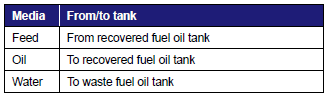 Media From/to tank
Feed From recovered fuel oil tank
Oil To recovered fuel oil tank
Water To waste fuel oil tank